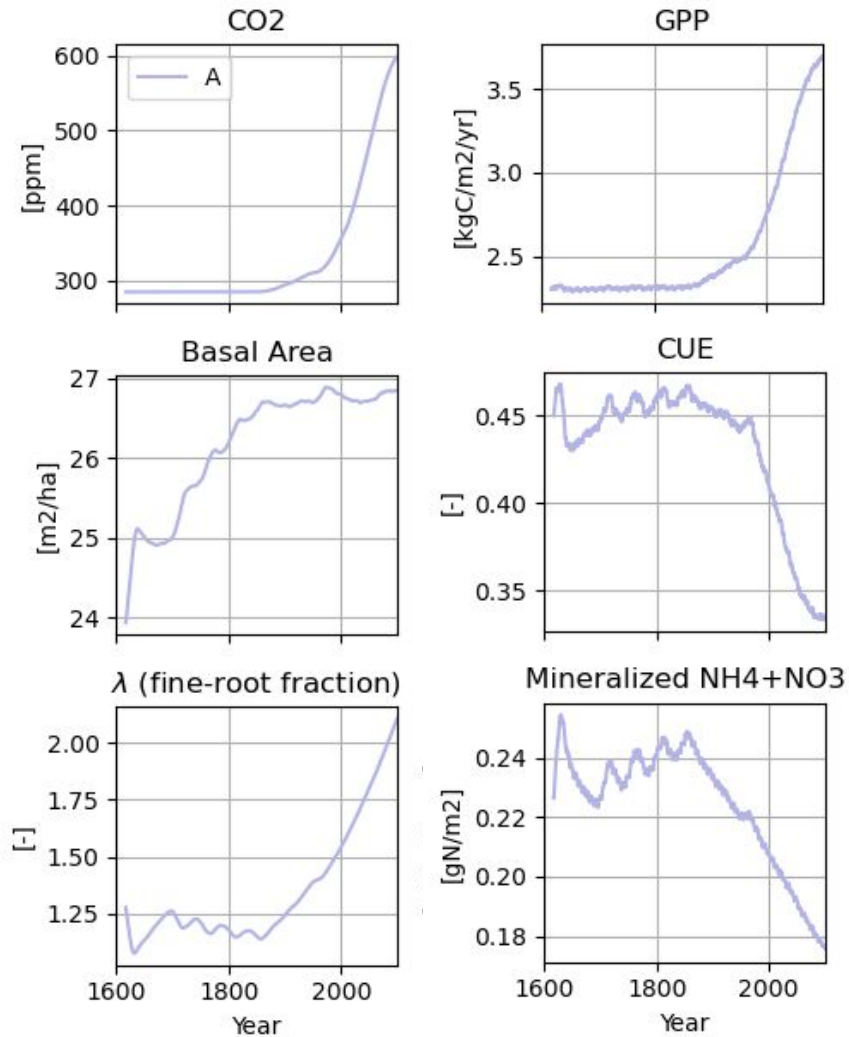 CO2
GPP
600
500
400
300
[ppm]
A
3.5
3.0
2.5
[kgC/m2/yr]
Basal Area
CUE
27
26
25
24
[m2/ha]
0.45
0.40
0.35
[-]
λ (fine-root fraction)
Mineralized NH4+NO3
2.00
1.75
1.50
1.25
[-]
1600
1800
2000
Year
0.24
0.22
0.20
0.18
[gN/m2]
1600
1800
2000
Year